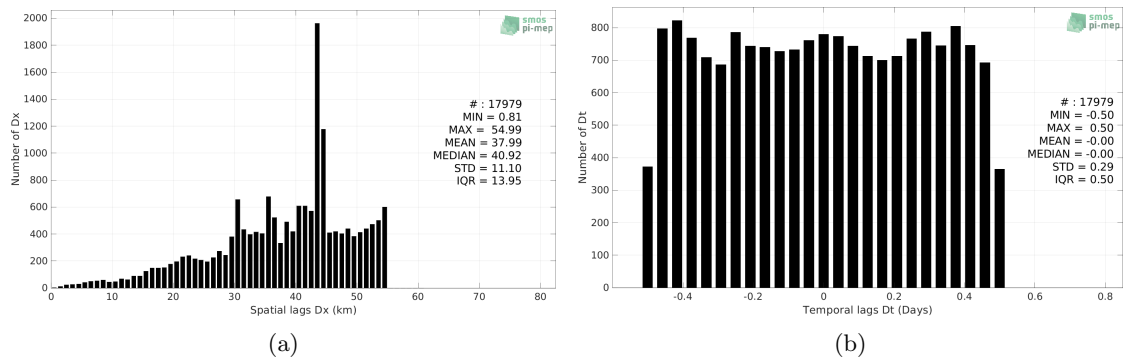 2000
1800
1600
1400
1200
1000
800
600
400
200
0
Number of Dx
smos
pi-mep
# : 17979
MIN = 0.81
MAX = 54.99
MEAN = 37.99
MEDIAN = 40.92
STD = 11.10
IQR = 13.95
0 10 20 30 40 50 60 70 80
Spatial lags Dx (km)
(a)
800
700
600
500
400
300
200
100
0
Number of Dt
smos
pi-mep
# : 17979
MIN = -0.50
MAX = 0.50
MEAN = -0.00
MEDIAN = -0.00
STD = 0.29
IQR = 0.50
-0.4 -0.2 0 0.2 0.4 0.6 0.8
Temporal lags Dt (Days)
(b)